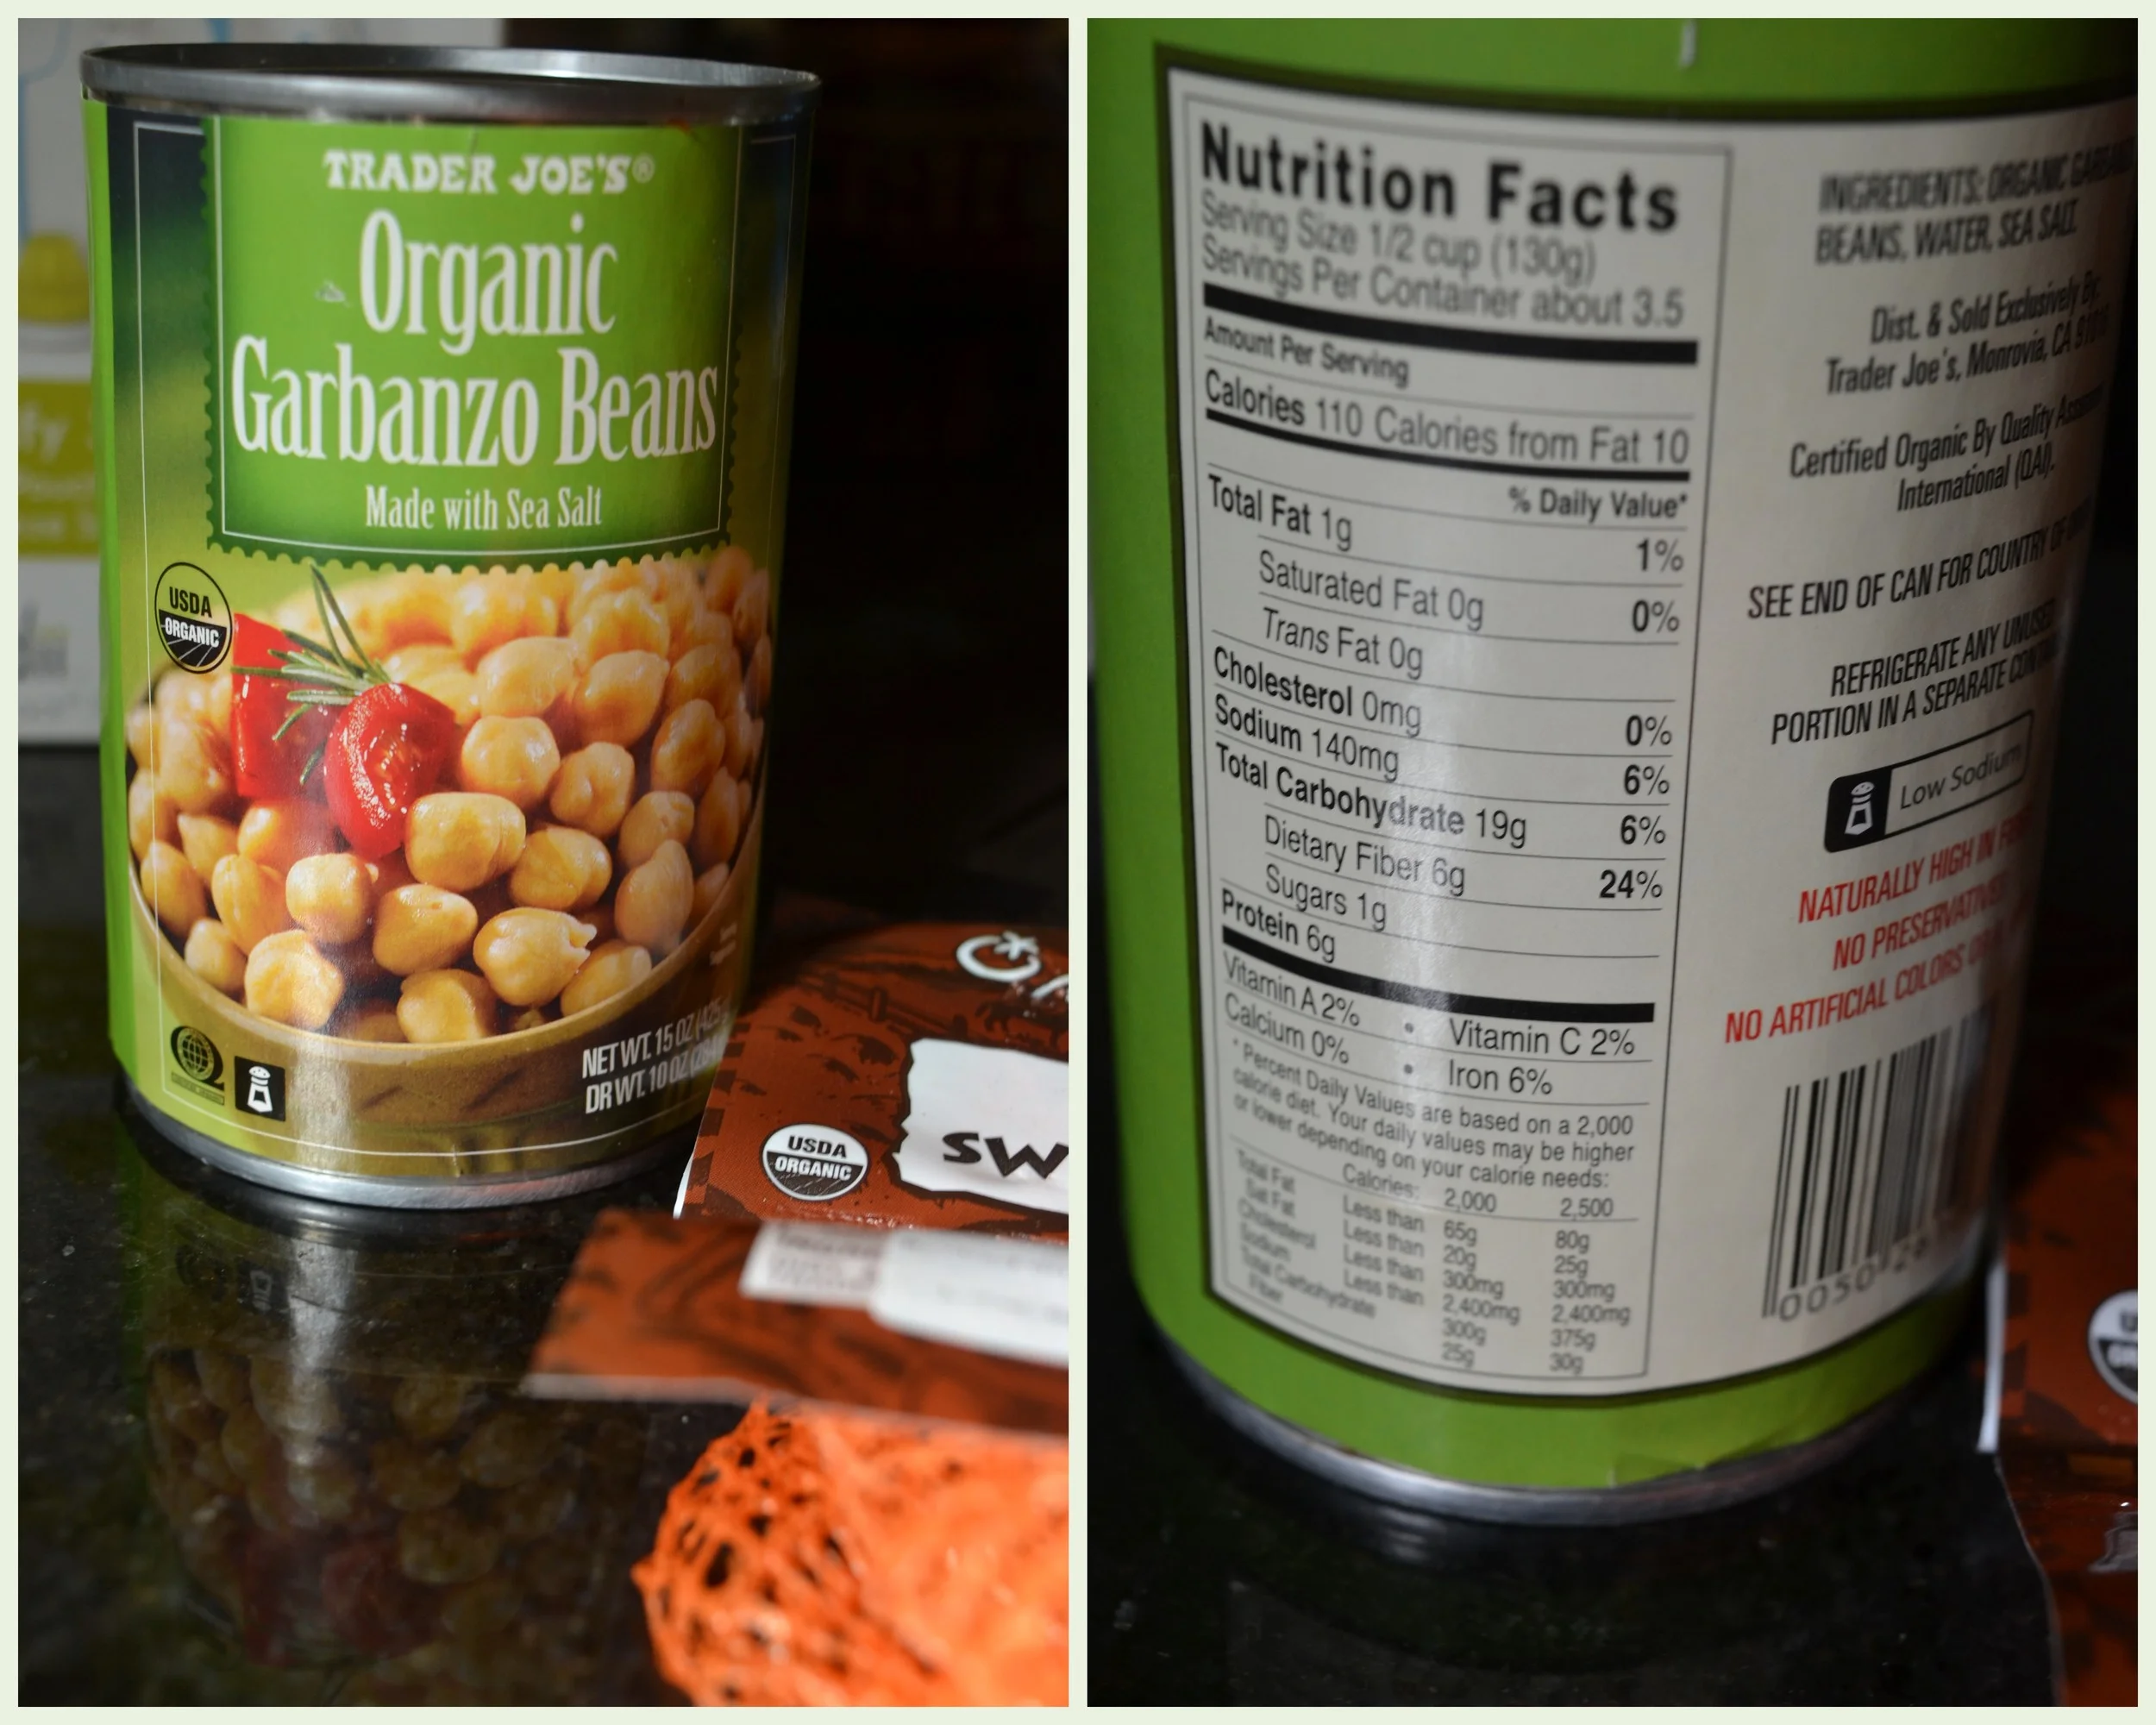 TRADER JOE'S®
Organic
Garbanzo Beans
Made with Sea Salt
USDA
ORGANIC
NET WT. 15 OZ (425
DR WT. 10 OZ
USDA
ORGANIC
SW
Nutrition Facts
Serving Size 1/2 cup (130g)
Servings Per Container about 3.5
Amount Per Serving
Calories 110 Calories from Fat 10
% Daily Value*
Total Fat 1g 1%
Saturated Fat 0g 0%
Trans Fat 0g
Cholesterol 0mg 0%
Sodium 140mg 6%
Total Carbohydrate 19g 6%
Dietary Fiber 6g 24%
Sugars 1g
Protein 6g
Vitamin A 2% • Vitamin C 2%
Calcium 0% • Iron 6%
* Percent Daily Values are based on a 2,000
calorie diet. Your daily values may be higher
or lower depending on your calorie needs:
Calories: 2,000 2,500
Total Fat Less than 65g 80g
Sat Fat Less than 20g 25g
Cholesterol Less than 300mg 300mg
Sodium Less than 2,400mg 2,400mg
Total Carbohydrate 300g 375g
Fiber 25g 30g
INGREDIENTS: ORGANIC
BEANS, WATER, SEA SALT.
Dist. & Sold Exclusively By:
Trader Joe's, Monrovia, CA
Certified Organic By Quality
International (QAI).
SEE END OF CAN FOR COUNTRY OF
REFRIGERATE ANY UNUSED
PORTION IN A SEPARATE
Low Sodium
NATURALLY HIGH IN
NO PRESERVATIVES
NO ARTIFICIAL COLORS